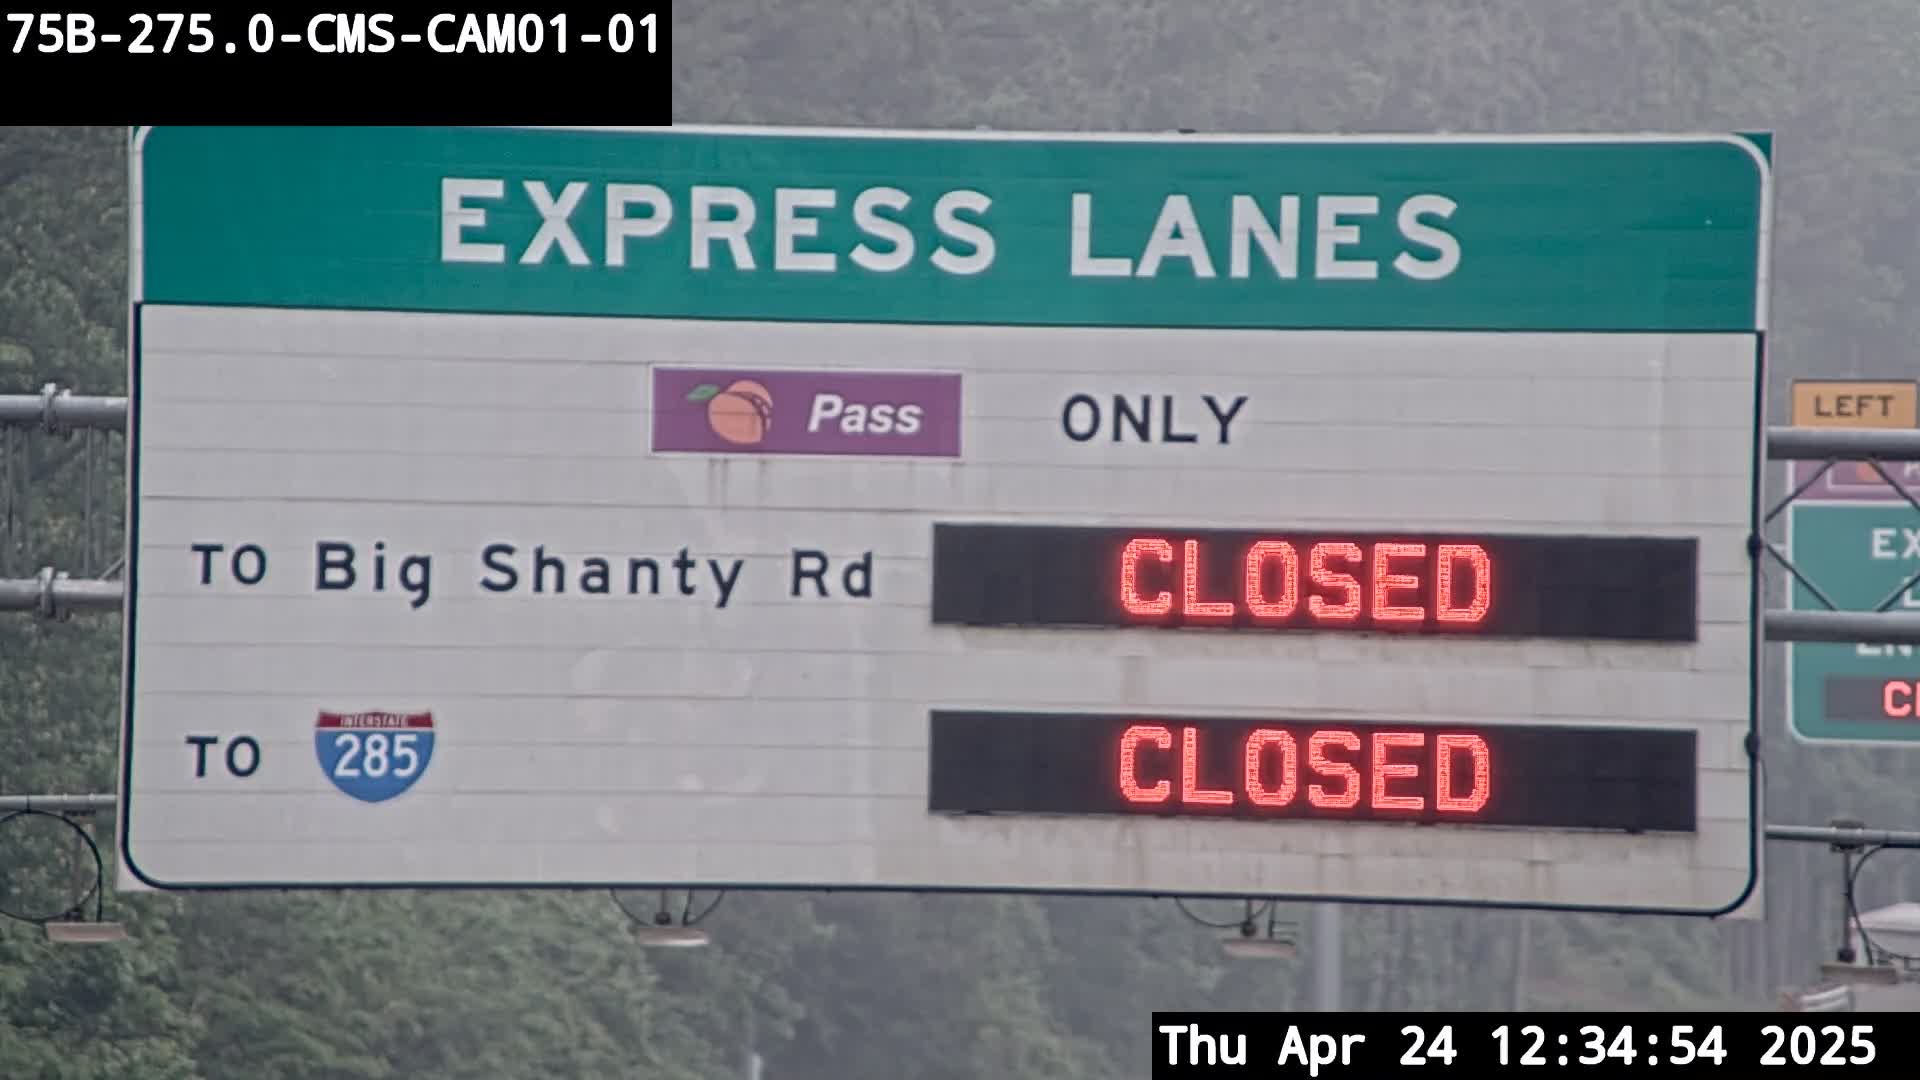 75B-275.0-CMS-CAM01-01
EXPRESS LANES
Pass ONLY
LEFT
TO Big Shanty Rd CLOSED
TO INTERSTATE 285 CLOSED
Thu Apr 24 12:34:54 2025